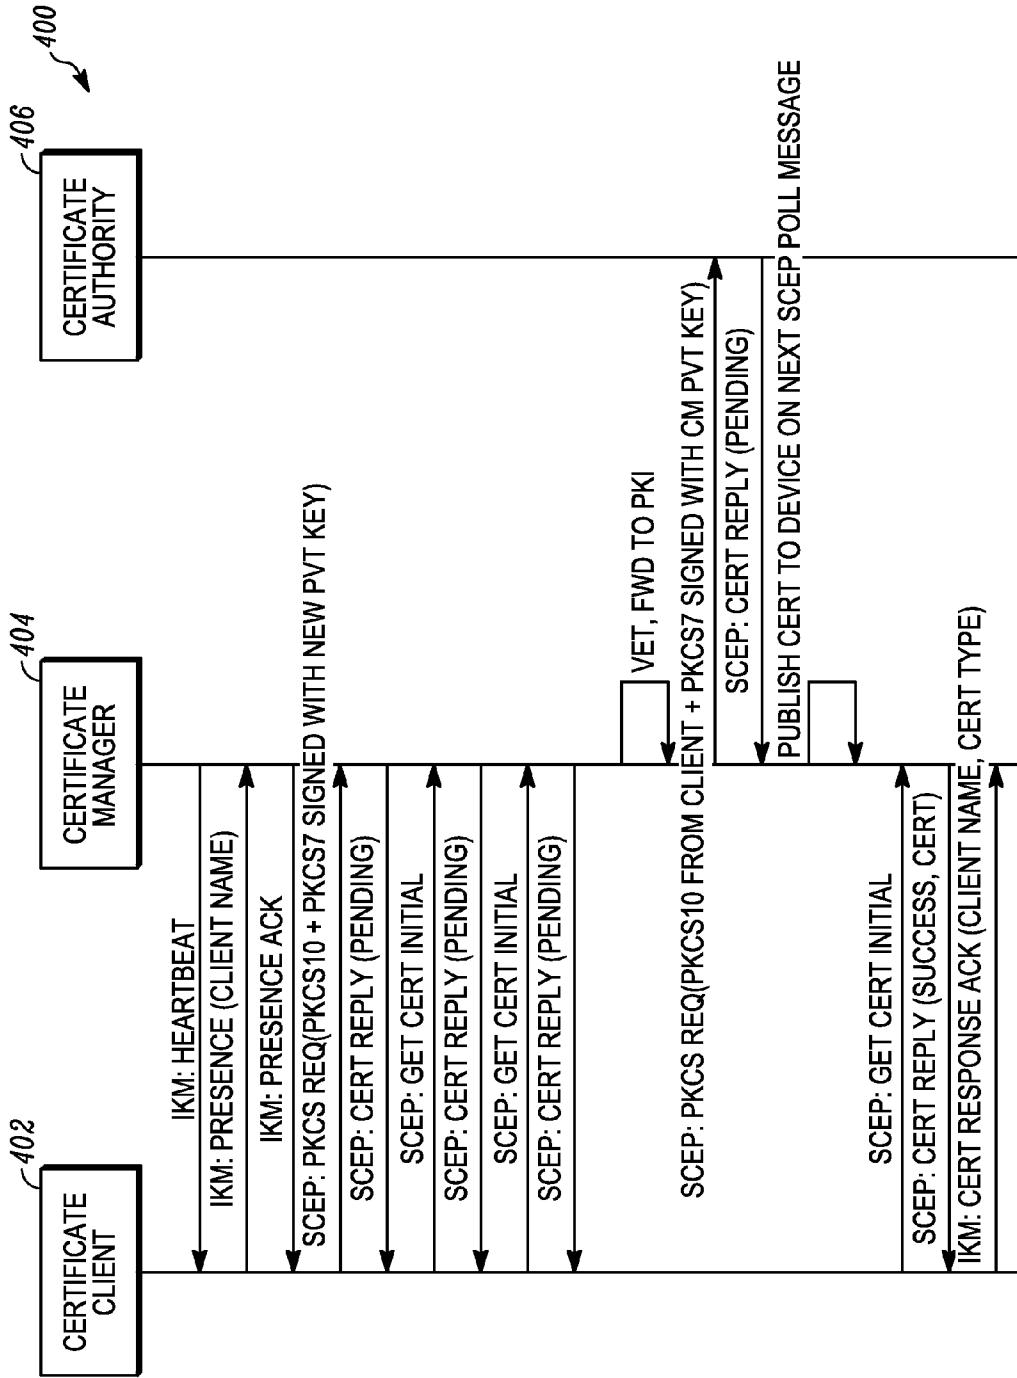 402
CERTIFICATE
CLIENT
404
CERTIFICATE
MANAGER
406
CERTIFICATE
AUTHORITY
400
IKM: HEARTBEAT
IKM: PRESENCE (CLIENT NAME)
IKM: PRESENCE ACK
SCEP: PKCS REQ(PKCS10 + PKCS7 SIGNED WITH NEW PVT KEY)
SCEP: CERT REPLY (PENDING)
SCEP: GET CERT INITIAL
SCEP: CERT REPLY (PENDING)
SCEP: GET CERT INITIAL
SCEP: CERT REPLY (PENDING)
VET, FWD TO PKI
SCEP: PKCS REQ(PKCS10 FROM CLIENT + PKCS7 SIGNED WITH CM PVT KEY)
SCEP: CERT REPLY (PENDING)
PUBLISH CERT TO DEVICE ON NEXT SCEP POLL MESSAGE
SCEP: GET CERT INITIAL
SCEP: CERT REPLY (SUCCESS, CERT)
IKM: CERT RESPONSE ACK (CLIENT NAME, CERT TYPE)